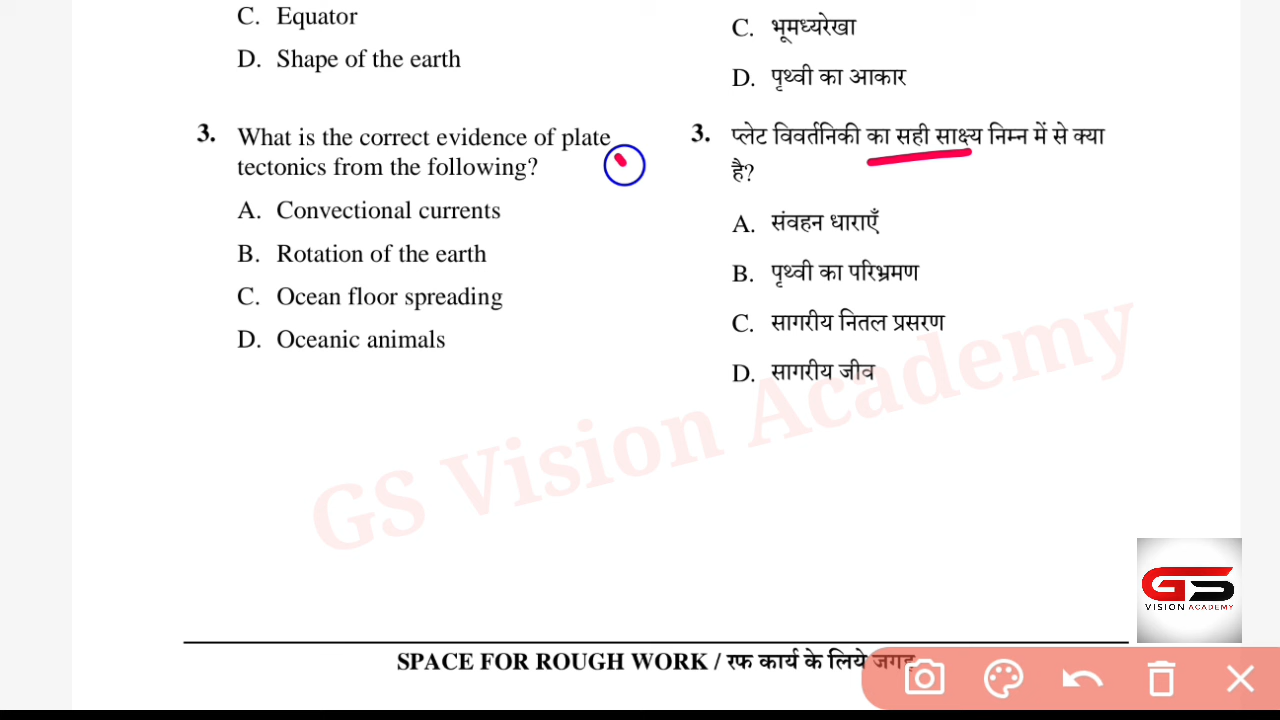 C. Equator
D. Shape of the earth
3. What is the correct evidence of plate
tectonics from the following?
A. Convectional currents
B. Rotation of the earth
C. Ocean floor spreading
D. Oceanic animals
C. भूमध्यरेखा
D. पृथ्वी का आकार
3. प्लेट विवर्तनिकी का सही साक्ष्य निम्न में से क्या
है?
A. संवहन धाराएँ
B. पृथ्वी का परिभ्रमण
C. सागरीय नितल प्रसरण
D. सागरीय जीव
GS Vision Academy
GS
VISION ACADEMY
SPACE FOR ROUGH WORK / रफ कार्य के लिये जगह